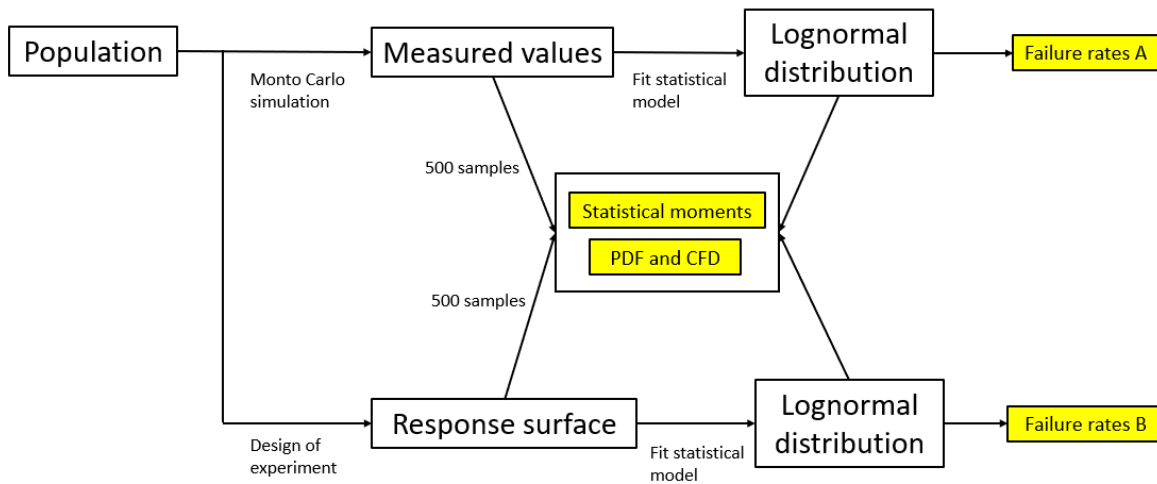 Population
Measured values
Lognormal
distribution
Failure rates A
Monto Carlo
simulation
Fit statistical
model
500 samples
Statistical moments
PDF and CFD
500 samples
Response surface
Lognormal
distribution
Failure rates B
Design of
experiment
Fit statistical
model